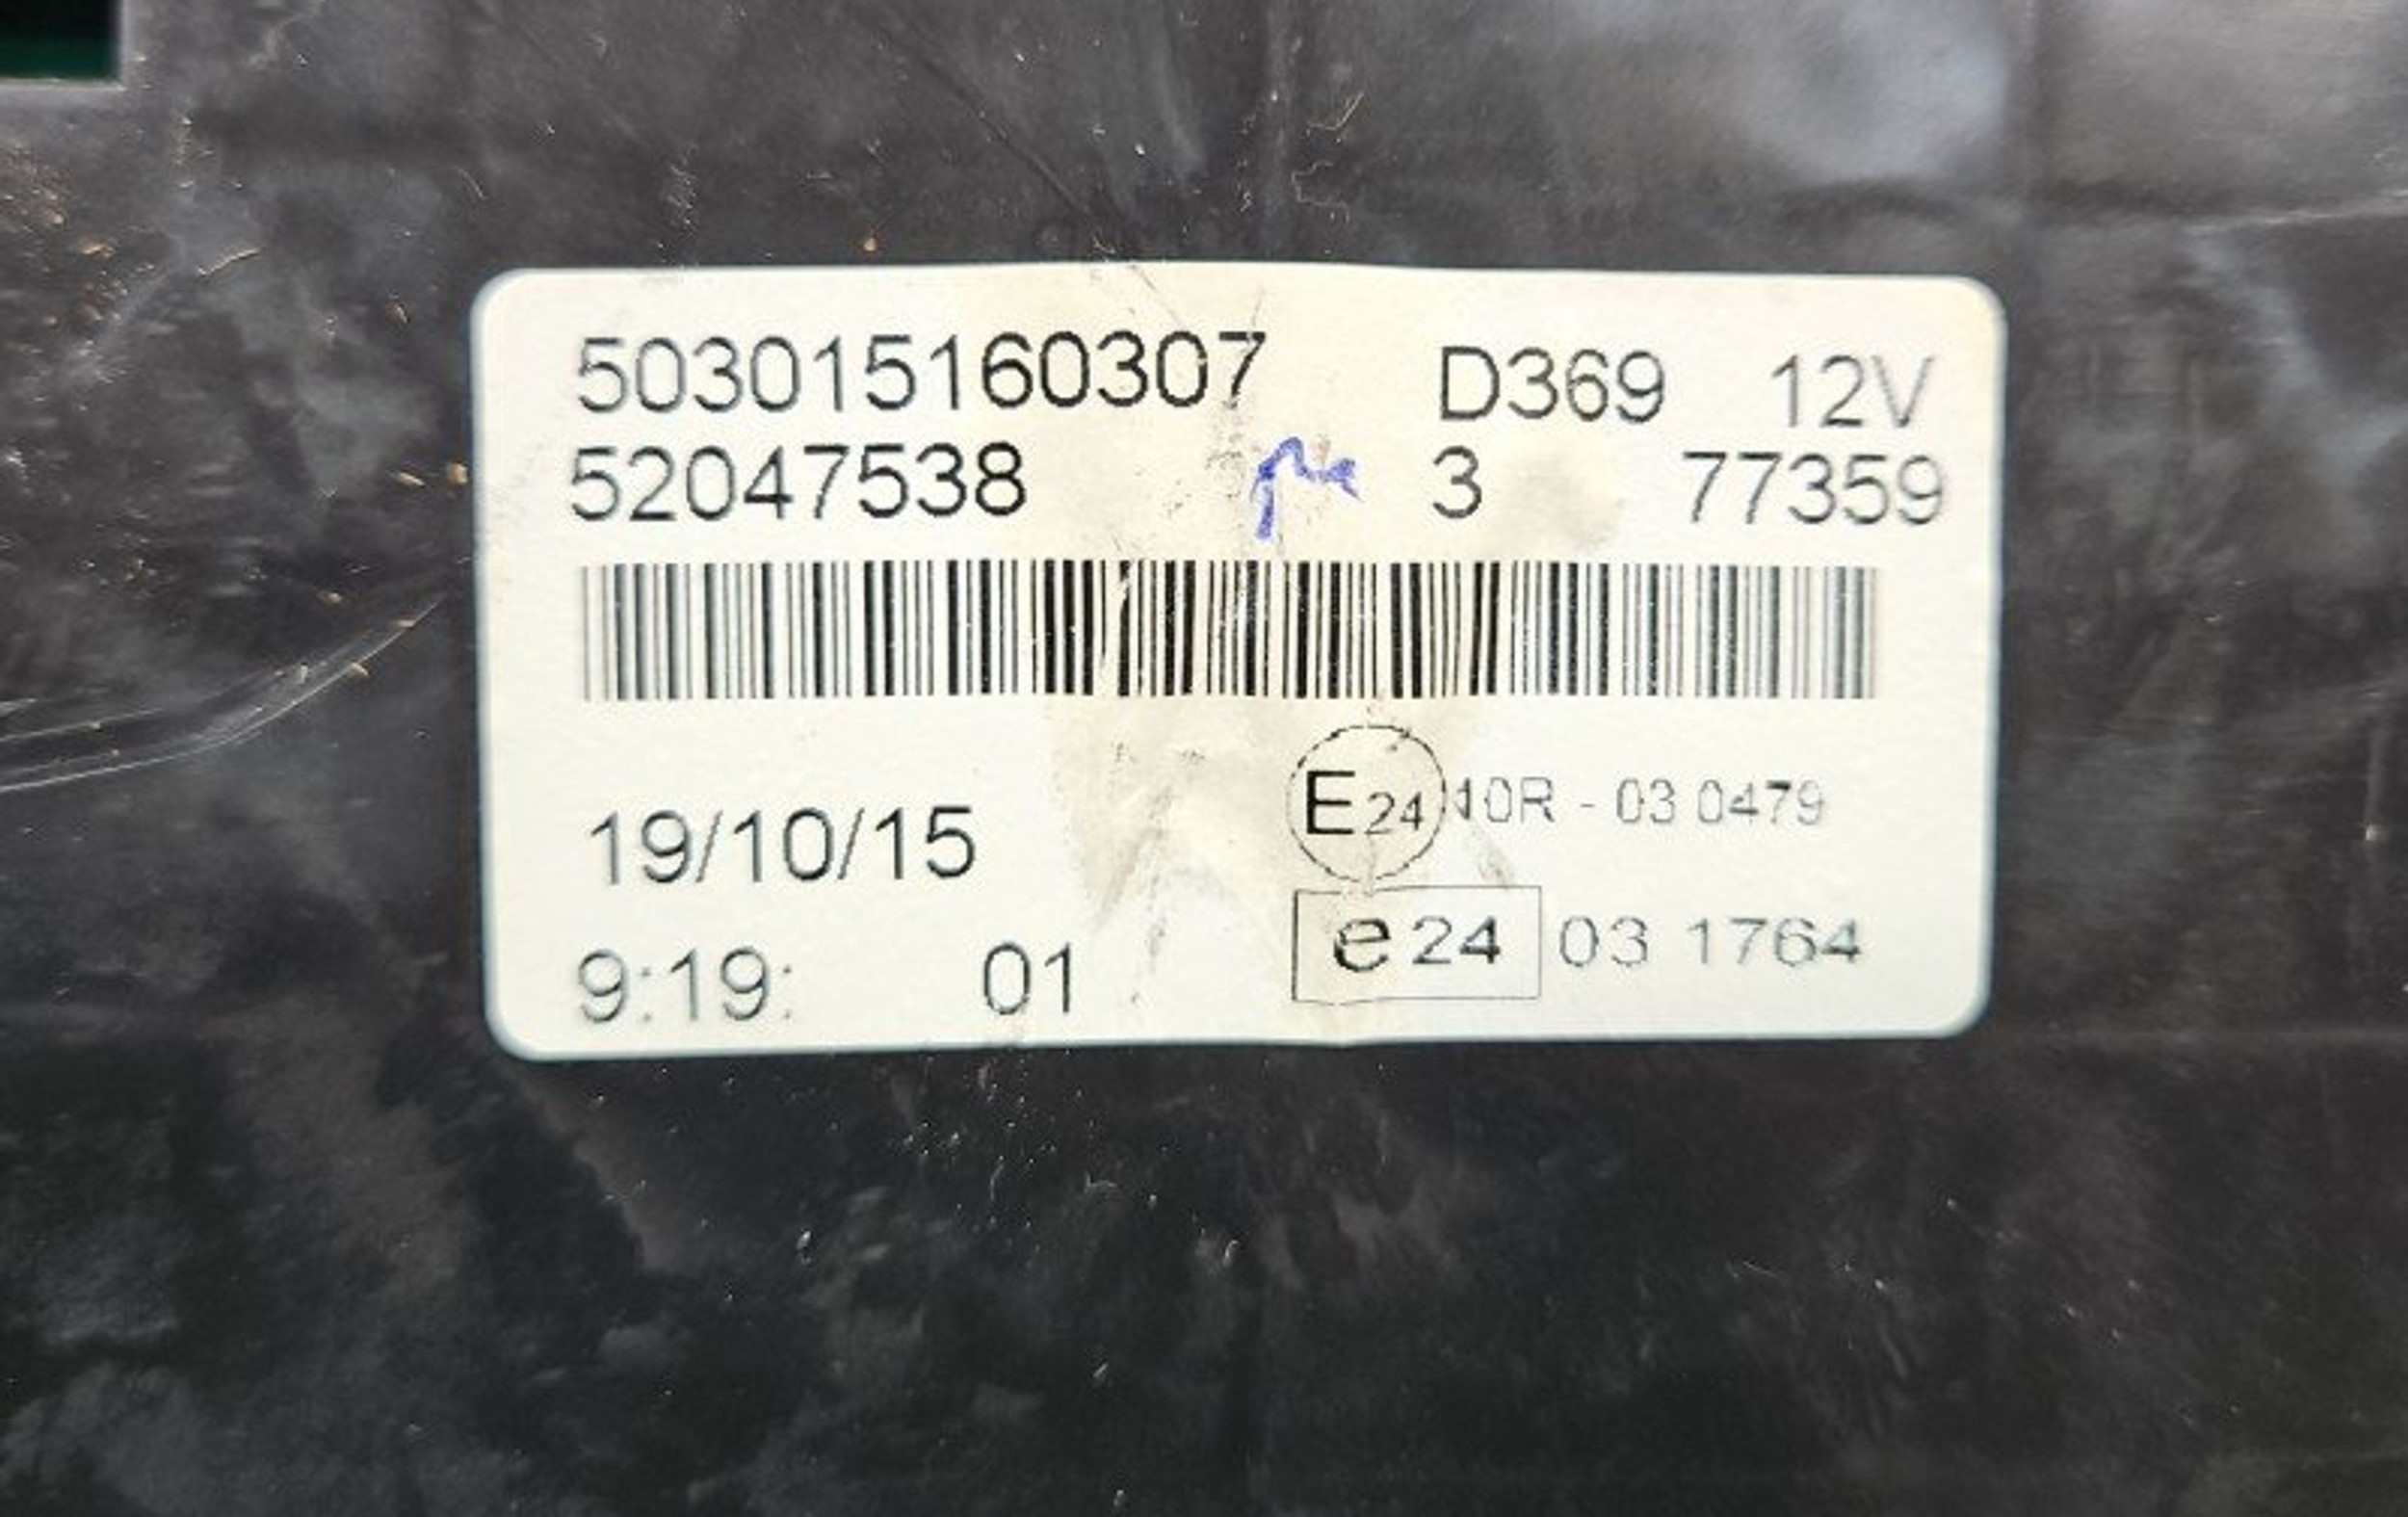 503015160307 D369 12V
52047538 3 77359
E24 10R - 03 0479
19/10/15
e24 03 1764
9:19: 01